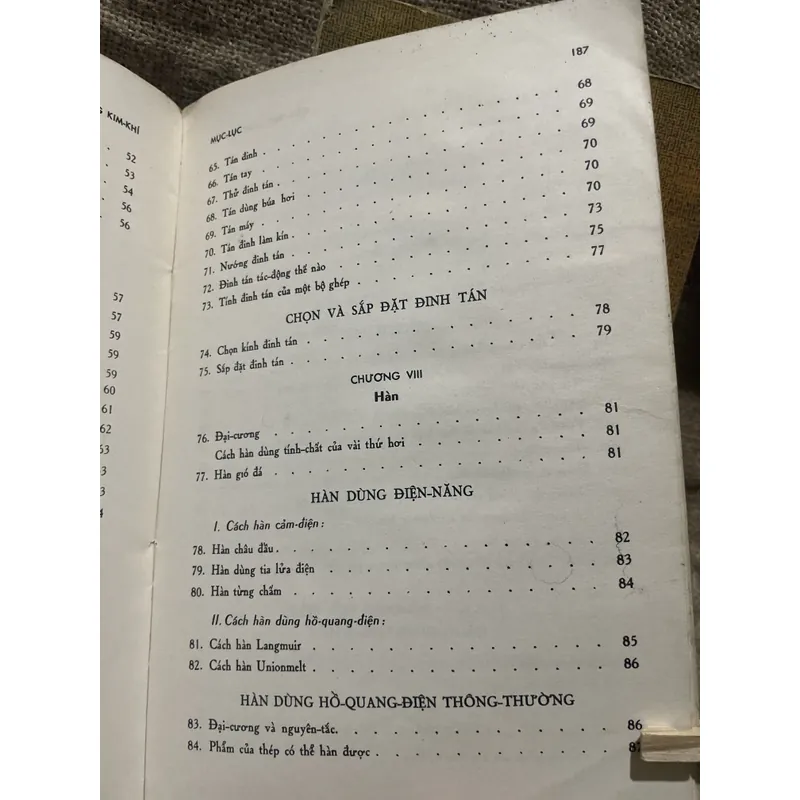 KIM-KHÍ
52
53
54
56
56
57
57
59
59
59
60
61
62
187
MỤC-LỤC
65. Tán đinh . . . 68
66. Tán tay . . . 69
67. Thử đinh tán . . . 69
68. Tán dùng búa hơi . . . 70
69. Tán máy . . . 70
70. Tán đinh làm kín . . . 70
71. Nướng đinh tán . . . 73
72. Đinh tán tác-động thế nào . . . 75
73. Tính đinh tán của một bộ ghép . . . 77
CHỌN VÀ SẮP ĐẶT ĐINH TÁN
74. Chọn kính đinh tán . . . 78
75. Sắp đặt đinh tán . . . 79
CHƯƠNG VIII
Hàn
76. Đại-cương . . . 81
Cách hàn dùng tính-chất của vài thứ hơi . . . 81
77. Hàn gió đá . . . 81
HÀN DÙNG ĐIỆN-NĂNG
I. Cách hàn cảm-điện :
78. Hàn châu đầu . . . 82
79. Hàn dùng tia lửa điện . . . 83
80. Hàn từng chấm . . . 84
II. Cách hàn dùng hồ-quang-điện :
81. Cách hàn Langmuir . . . 85
82. Cách hàn Unionmelt . . . 86
HÀN DÙNG HỒ-QUANG-ĐIỆN THÔNG-THƯỜNG
83. Đại-cương và nguyên-tắc . . . 86
84. Phẩm của thép có thể hàn được . . . 87